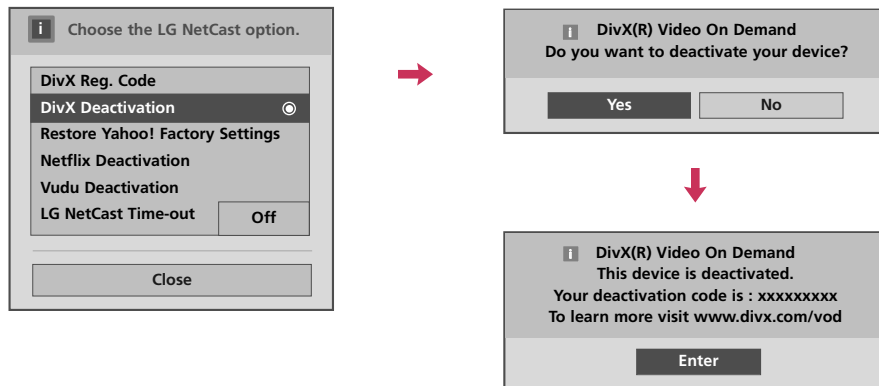 Choose the LG NetCast option.
DivX Reg. Code
DivX Deactivation
Restore Yahoo! Factory Settings
Netflix Deactivation
Vudu Deactivation
LG NetCast Time-out Off
Close
DivX(R) Video On Demand
Do you want to deactivate your device?
Yes No
DivX(R) Video On Demand
This device is deactivated.
Your deactivation code is : xxxxxxxxx
To learn more visit www.divx.com/vod
Enter